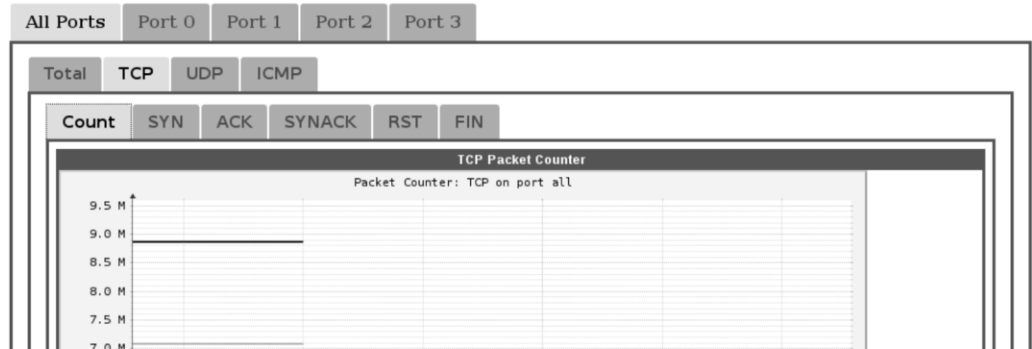 All Ports Port 0 Port 1 Port 2 Port 3
Total TCP UDP ICMP
Count SYN ACK SYNACK RST FIN
TCP Packet Counter
Packet Counter: TCP on port all
9.5 M
9.0 M
8.5 M
8.0 M
7.5 M
7.0 M